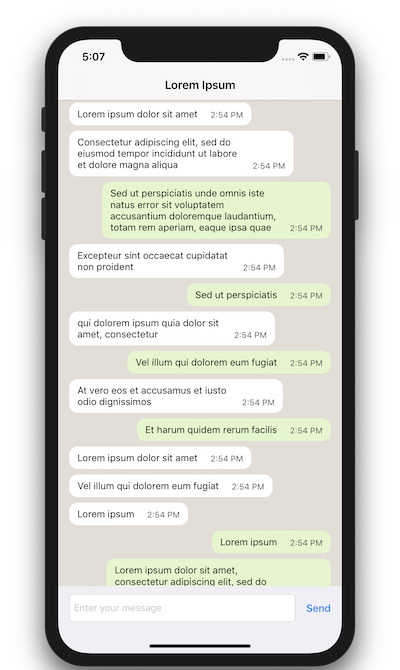 5:07
Lorem Ipsum
Lorem ipsum dolor sit amet 2:54 PM
Consectetur adipiscing elit, sed do
eiusmod tempor incididunt ut labore
et dolore magna aliqua 2:54 PM
Sed ut perspiciatis unde omnis iste
natus error sit voluptatem
accusantium doloremque laudantium,
totam rem aperiam, eaque ipsa quae 2:54 PM
Excepteur sint occaecat cupidatat
non proident 2:54 PM
Sed ut perspiciatis 2:54 PM
qui dolorem ipsum quia dolor sit
amet, consectetur 2:54 PM
Vel illum qui dolorem eum fugiat 2:54 PM
At vero eos et accusamus et iusto
odio dignissimos 2:54 PM
Et harum quidem rerum facilis 2:54 PM
Lorem ipsum dolor sit amet 2:54 PM
Vel illum qui dolorem eum fugiat 2:54 PM
Lorem ipsum 2:54 PM
Lorem ipsum 2:54 PM
Lorem ipsum dolor sit amet,
consectetur adipiscing elit, sed do
Enter your message Send